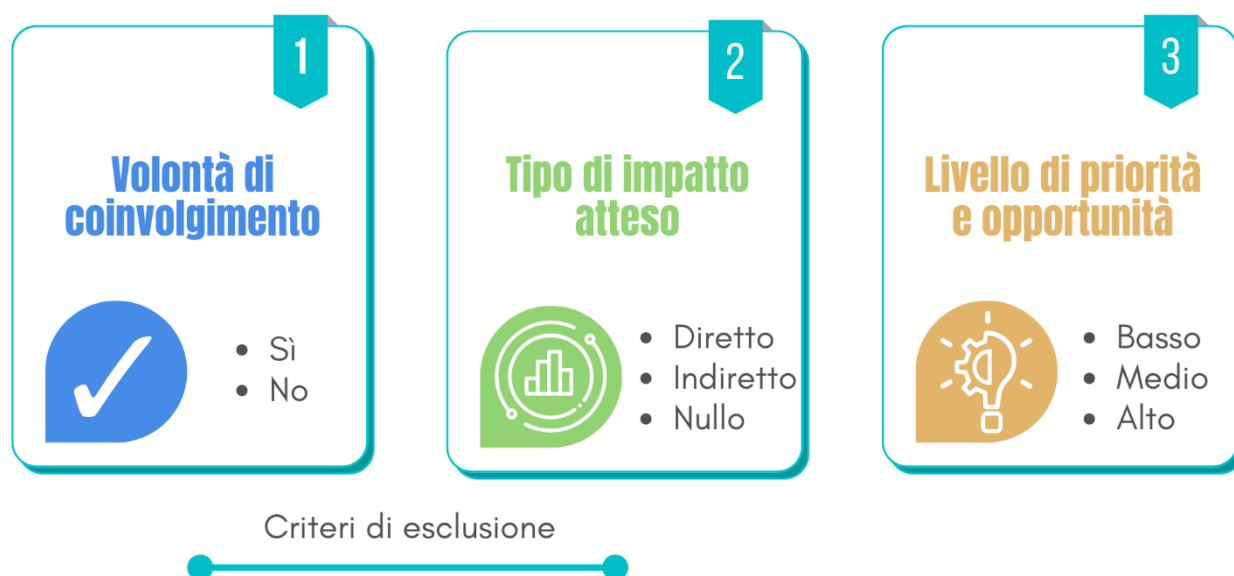 1
Volontà di
coinvolgimento
• Sì
• No
2
Tipo di impatto
atteso
• Diretto
• Indiretto
• Nullo
3
Livello di priorità
e opportunità
• Basso
• Medio
• Alto
Criteri di esclusione